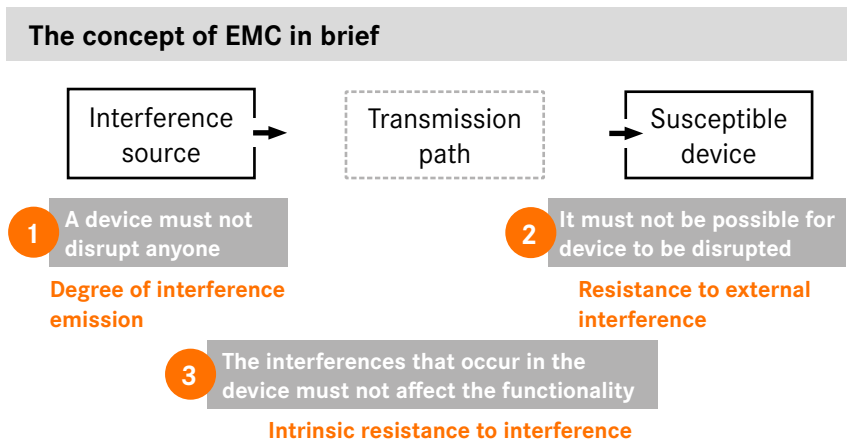 The concept of EMC in brief
Interference
source
Transmission
path
Susceptible
device
1
A device must not
disrupt anyone
Degree of interference
emission
2
It must not be possible for
device to be disrupted
Resistance to external
interference
3
The interferences that occur in the
device must not affect the functionality
Intrinsic resistance to interference